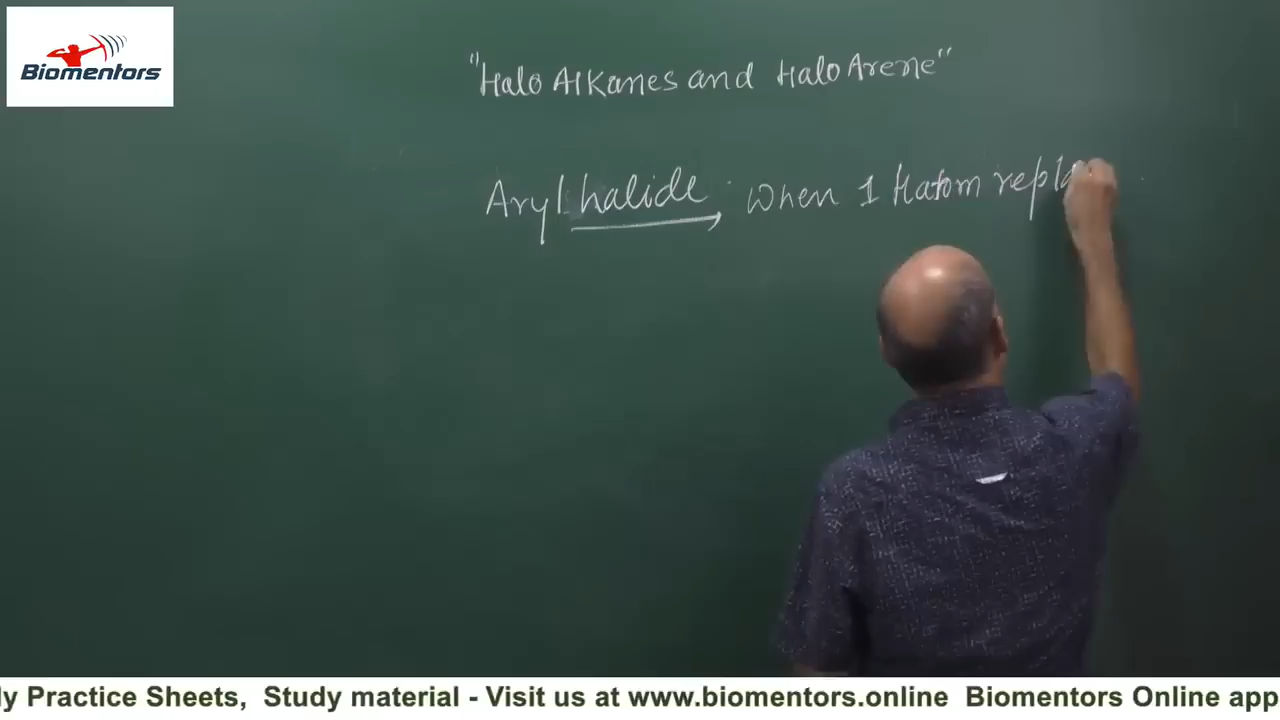 Biomentors
"Halo Alkanes and Halo Arene"
Aryl halide → When 1 H atom repla
ly Practice Sheets, Study material - Visit us at www.biomentors.online Biomentors Online app